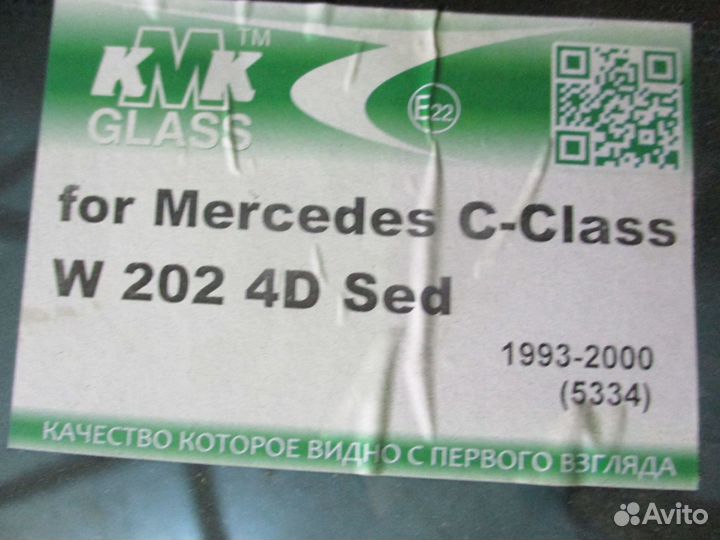 KMK™
GLASS
E22
for Mercedes C-Class
W 202 4D Sed
1993-2000
(5334)
КАЧЕСТВО КОТОРОЕ ВИДНО С ПЕРВОГО ВЗГЛЯДА
Avito